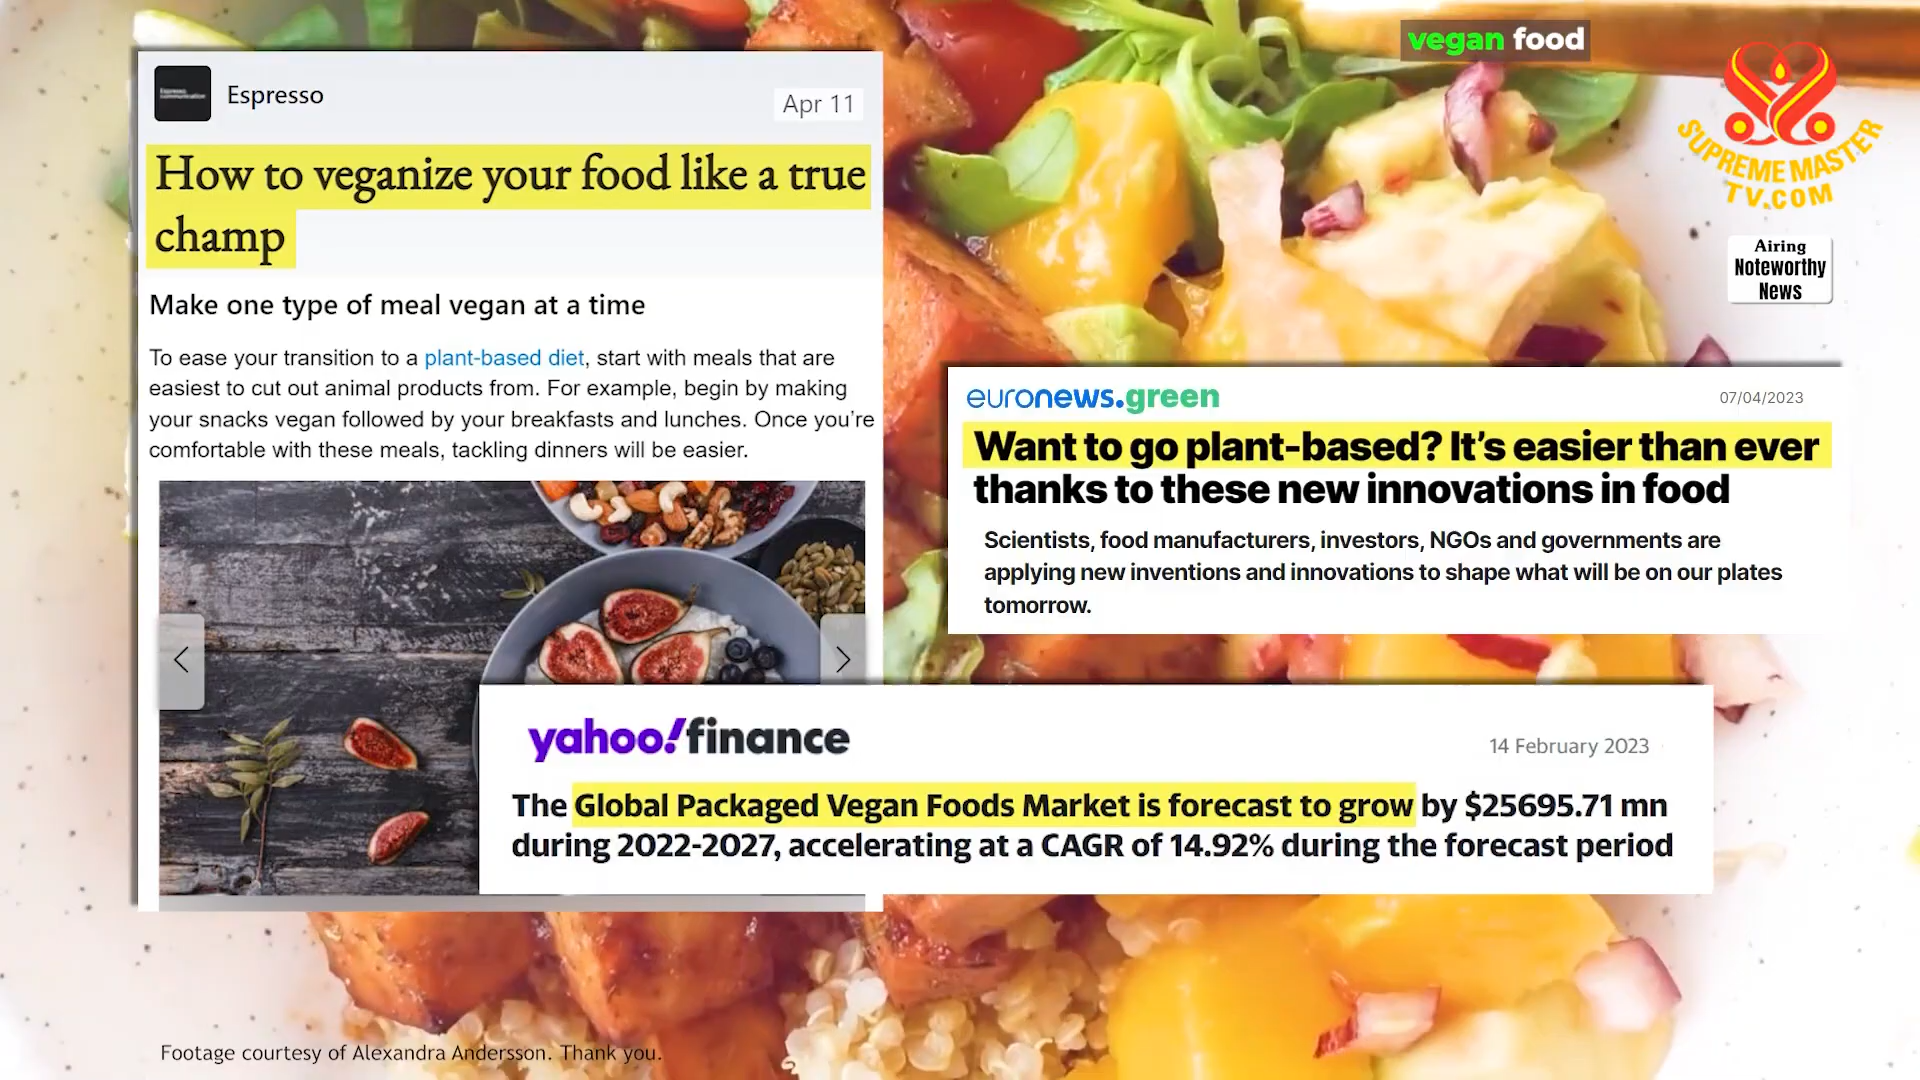 vegan food
SUPREME MASTER
TV.COM
Airing
Noteworthy
News
Espresso
Apr 11
How to veganize your food like a true
champ
Make one type of meal vegan at a time
To ease your transition to a plant-based diet, start with meals that are
easiest to cut out animal products from. For example, begin by making
your snacks vegan followed by your breakfasts and lunches. Once you're
comfortable with these meals, tackling dinners will be easier.
euronews.green
07/04/2023
Want to go plant-based? It's easier than ever
thanks to these new innovations in food
Scientists, food manufacturers, investors, NGOs and governments are
applying new inventions and innovations to shape what will be on our plates
tomorrow.
yahoo!finance
14 February 2023
The Global Packaged Vegan Foods Market is forecast to grow by $25695.71 mn
during 2022-2027, accelerating at a CAGR of 14.92% during the forecast period
Footage courtesy of Alexandra Andersson. Thank you.